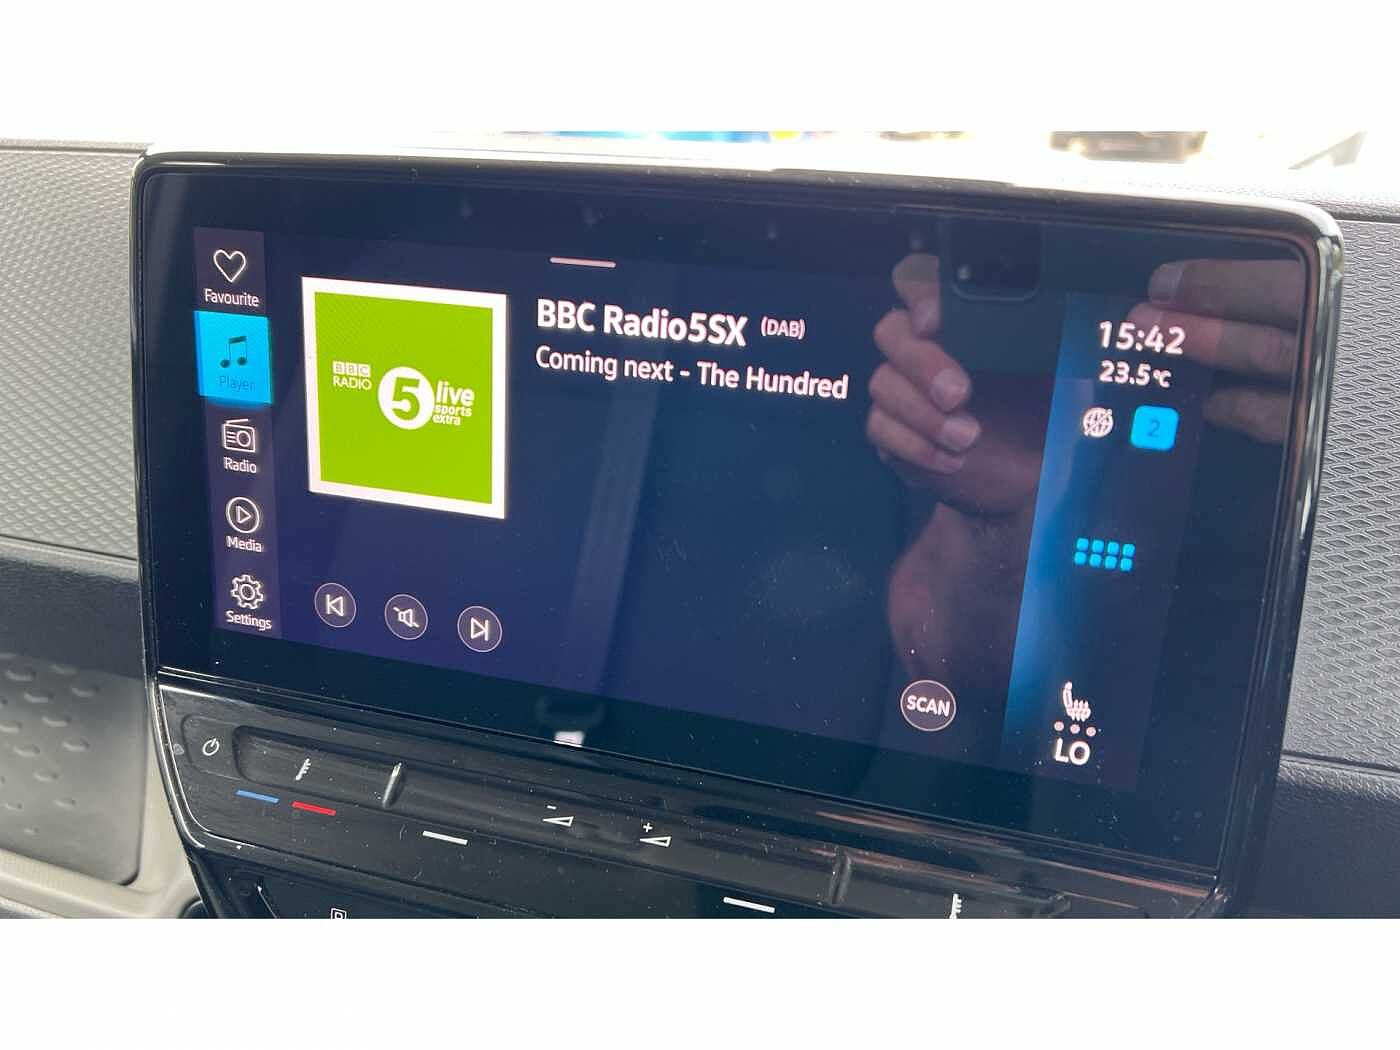 Favourite
Player
Radio
Media
Settings
BBC
RADIO
5 live
sports
extra
BBC Radio5SX (DAB)
Coming next - The Hundred
SCAN
15:42
23.5°C
2
LO
- +
P